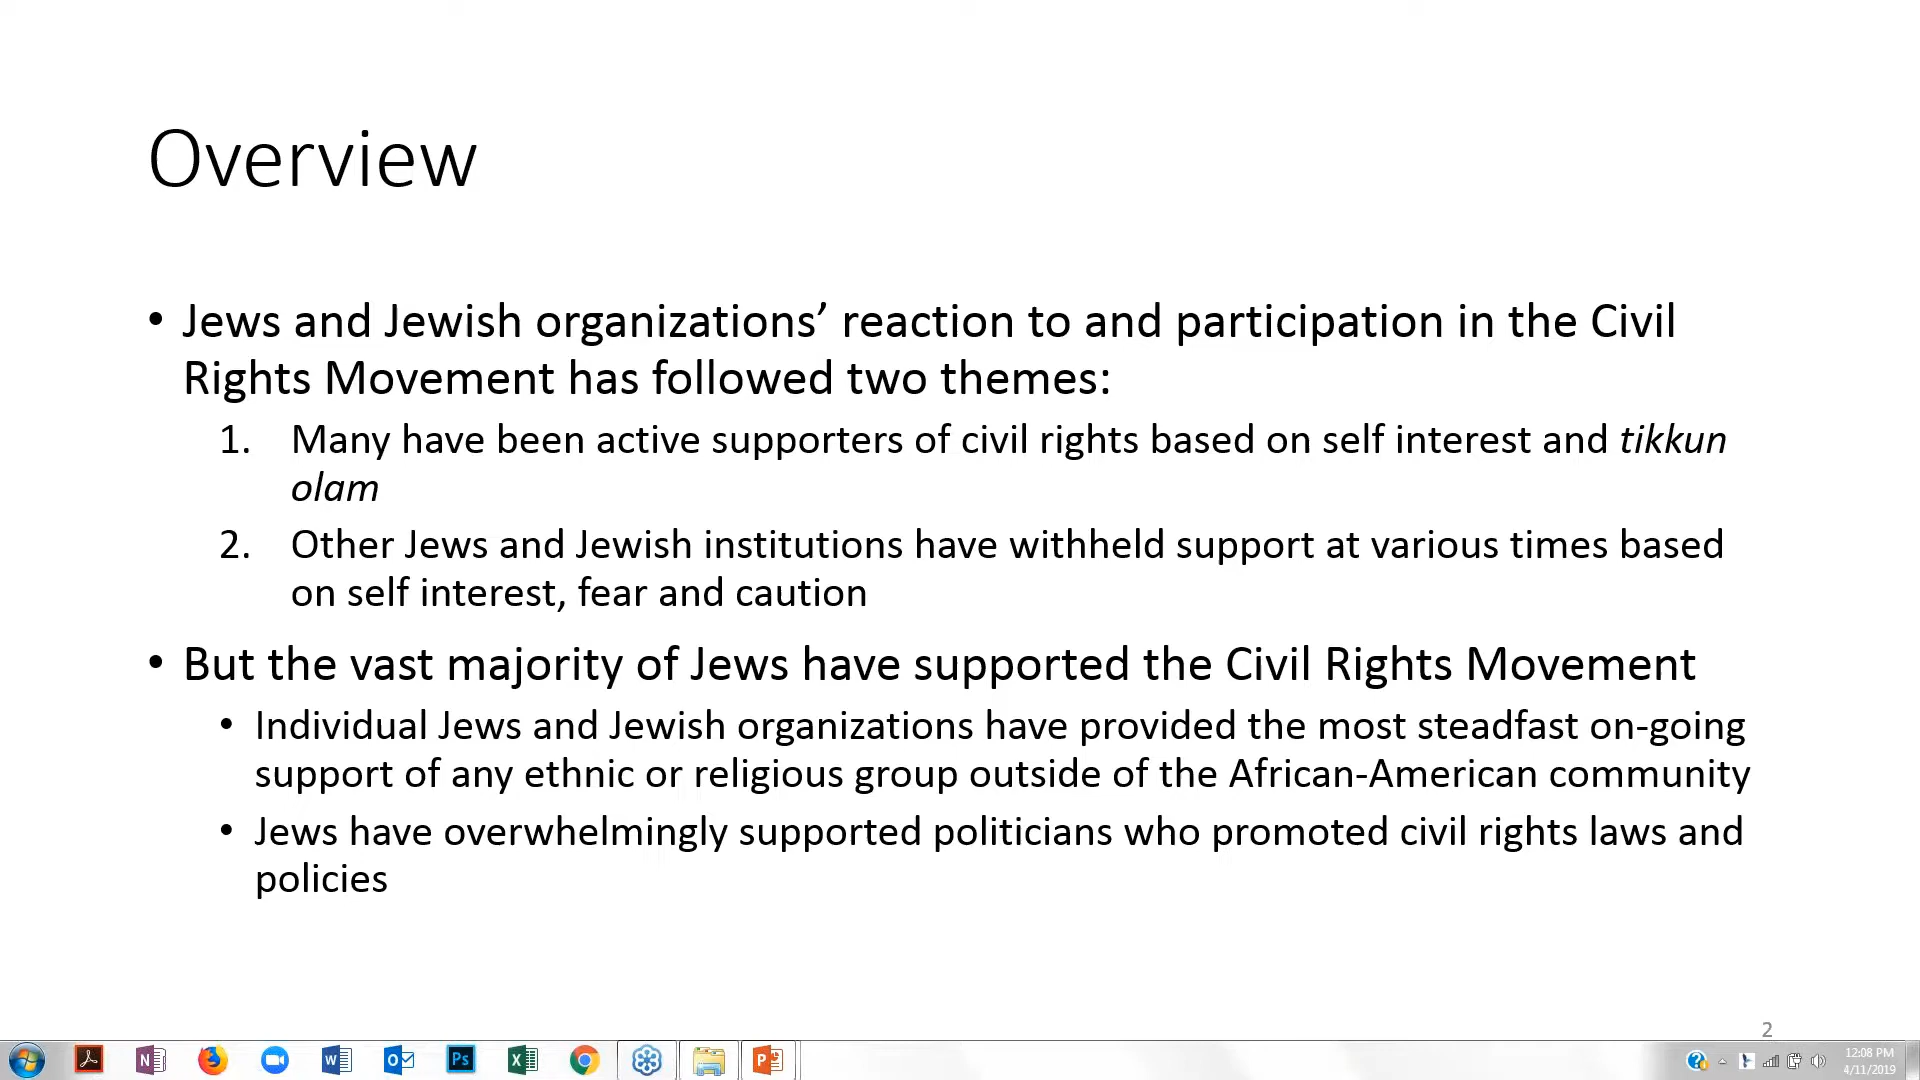 Overview
• Jews and Jewish organizations’ reaction to and participation in the Civil
Rights Movement has followed two themes:
1. Many have been active supporters of civil rights based on self interest and tikkun
olam
2. Other Jews and Jewish institutions have withheld support at various times based
on self interest, fear and caution
• But the vast majority of Jews have supported the Civil Rights Movement
• Individual Jews and Jewish organizations have provided the most steadfast on-going
support of any ethnic or religious group outside of the African-American community
• Jews have overwhelmingly supported politicians who promoted civil rights laws and
policies
2
12:08 PM
4/11/2019